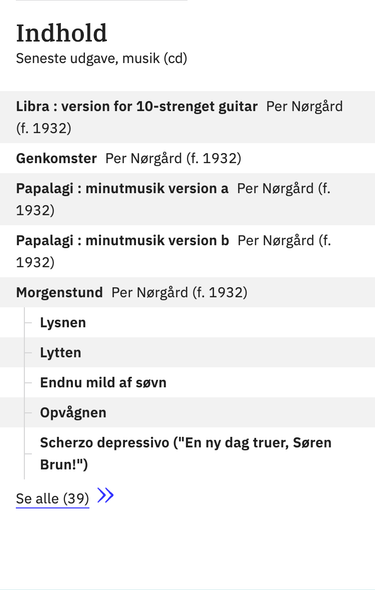 Indhold
Seneste udgave, musik (cd)
Libra : version for 10-strenget guitar Per Nørgård
(f. 1932)
Genkomster Per Nørgård (f. 1932)
Papalagi : minutmusik version a Per Nørgård (f.
1932)
Papalagi : minutmusik version b Per Nørgård (f.
1932)
Morgenstund Per Nørgård (f. 1932)
Lysnen
Lytten
Endnu mild af søvn
Opvågnen
Scherzo depressivo ("En ny dag truer, Søren
Brun!")
Se alle (39)